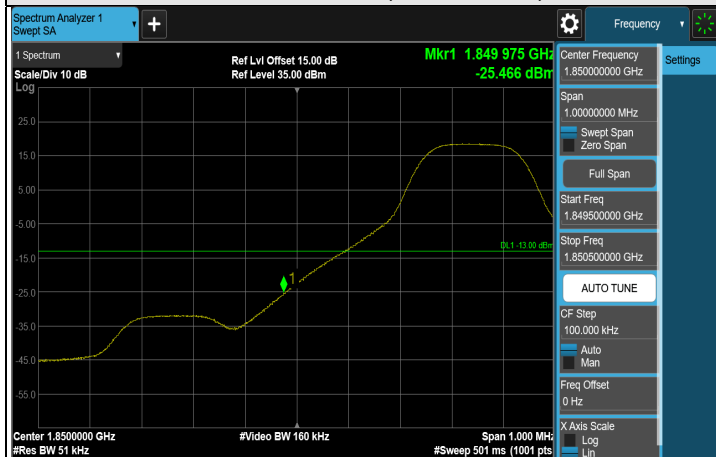 Spectrum Analyzer 1
Swept SA
+
Frequency
1 Spectrum
Scale/Div 10 dB
Log
Ref Lvl Offset 15.00 dB
Ref Level 35.00 dBm
Mkr1 1.849 975 GHz
-25.466 dBm
25.0
15.0
5.00
-5.00
-15.0
-25.0
-35.0
-45.0
-55.0
DL1 -13.00 dBm
1
Center 1.8500000 GHz
#Res BW 51 kHz
#Video BW 160 kHz
Span 1.000 MHz
#Sweep 501 ms (1001 pts
Center Frequency
1.850000000 GHz
Settings
Span
1.00000000 MHz
Swept Span
Zero Span
Full Span
Start Freq
1.849500000 GHz
Stop Freq
1.850500000 GHz
AUTO TUNE
CF Step
100.000 kHz
Auto
Man
Freq Offset
0 Hz
X Axis Scale
Log
Lin